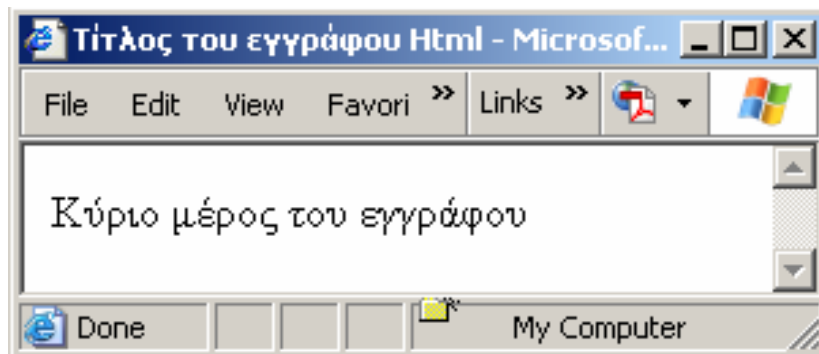 Τίτλος του εγγράφου Html - Microsof...
File Edit View Favori » Links »
Κύριο μέρος του εγγράφου
Done My Computer